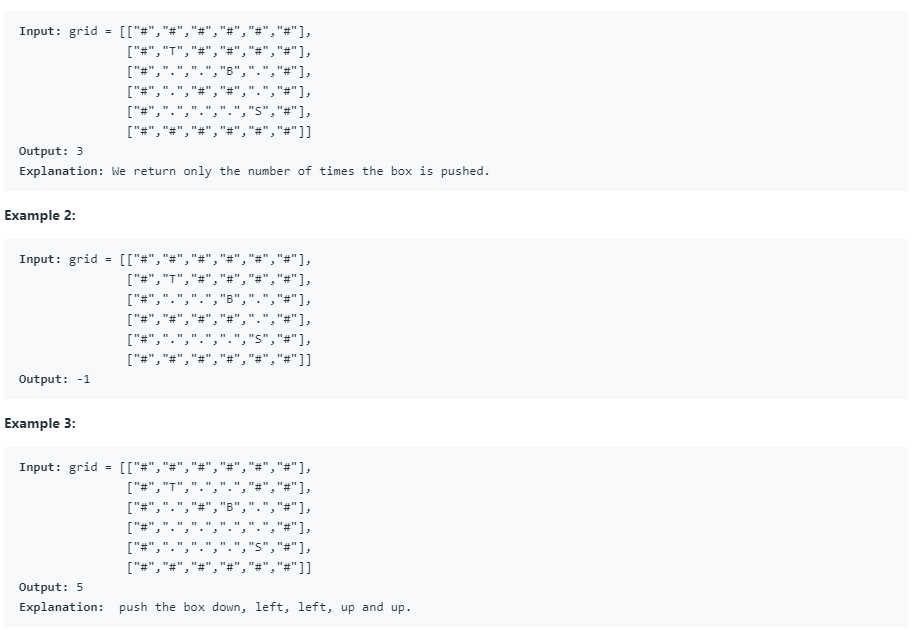 Input: grid = [["#","#","#","#","#","#"],
["#","T","#","#","#","#"],
["#",".",".","B",".","#"],
["#",".","#","#",".","#"],
["#",".",".",".","S","#"],
["#","#","#","#","#","#"]]
Output: 3
Explanation: We return only the number of times the box is pushed.
Example 2:
Input: grid = [["#","#","#","#","#","#"],
["#","T","#","#","#","#"],
["#",".",".","B",".","#"],
["#","#","#","#",".","#"],
["#",".",".",".","S","#"],
["#","#","#","#","#","#"]]
Output: -1
Example 3:
Input: grid = [["#","#","#","#","#","#"],
["#","T",".",".","#","#"],
["#",".","#","B",".","#"],
["#",".",".",".",".","#"],
["#",".",".",".","S","#"],
["#","#","#","#","#","#"]]
Output: 5
Explanation: push the box down, left, left, up and up.